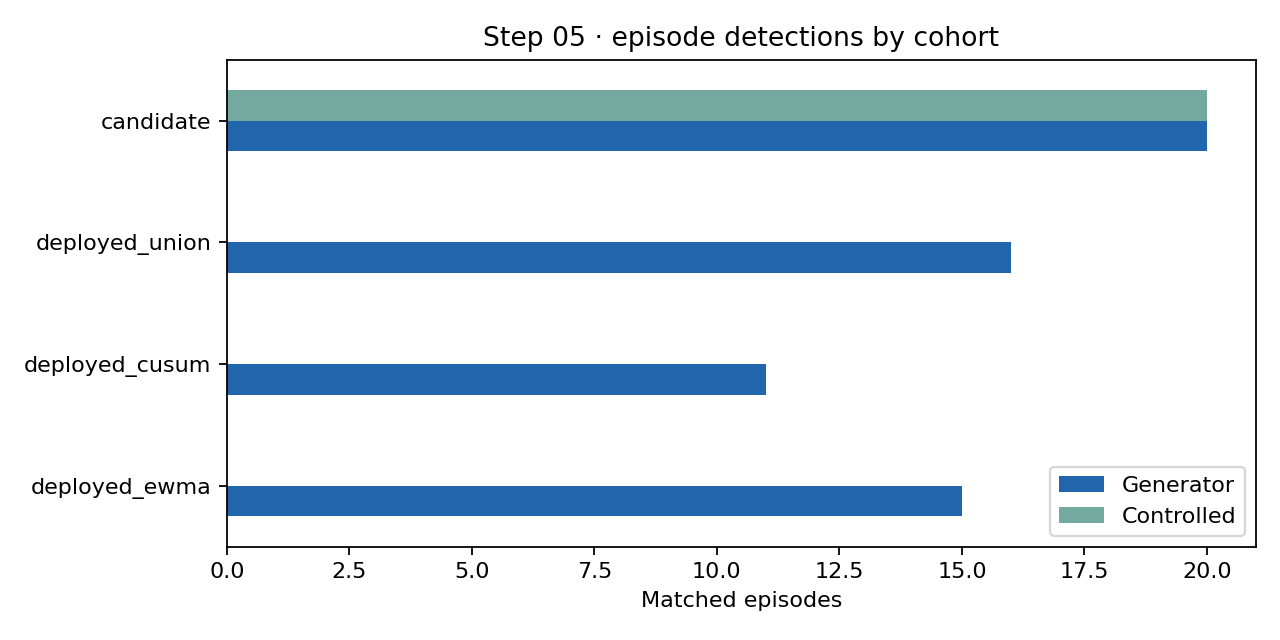 Step 05 · episode detections by cohort
candidate
deployed_union
deployed_cusum
deployed_ewma
Generator
Controlled
0.0 2.5 5.0 7.5 10.0 12.5 15.0 17.5 20.0
Matched episodes